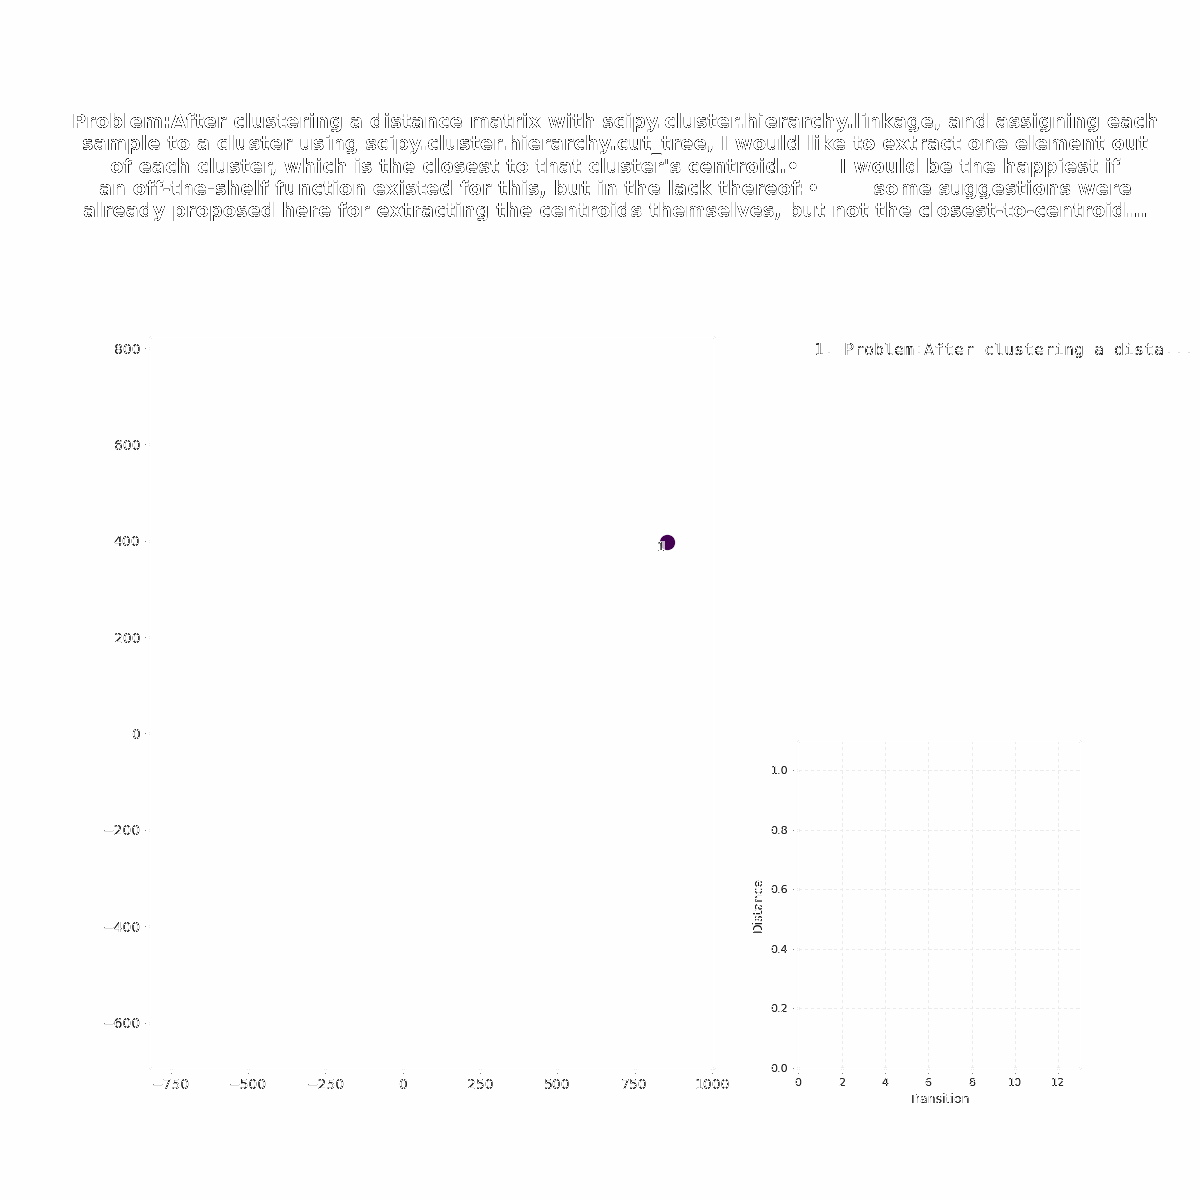 Problem:After clustering a distance matrix with scipy.cluster.hierarchy.linkage, and assigning each
sample to a cluster using scipy.cluster.hierarchy.cut_tree, I would like to extract one element out
of each cluster, which is the closest to that cluster's centroid.• I would be the happiest if
an off-the-shelf function existed for this, but in the lack thereof:• some suggestions were
already proposed here for extracting the centroids themselves, but not the closest-to-centroid...
1. Problem:After clustering a dista...
800
600
400
200
0
−200
−400
−600
−750 −500 −250 0 250 500 750 1000
1
1.0
0.8
0.6
0.4
0.2
0.0
Distance
0 2 4 6 8 10 12
Transition